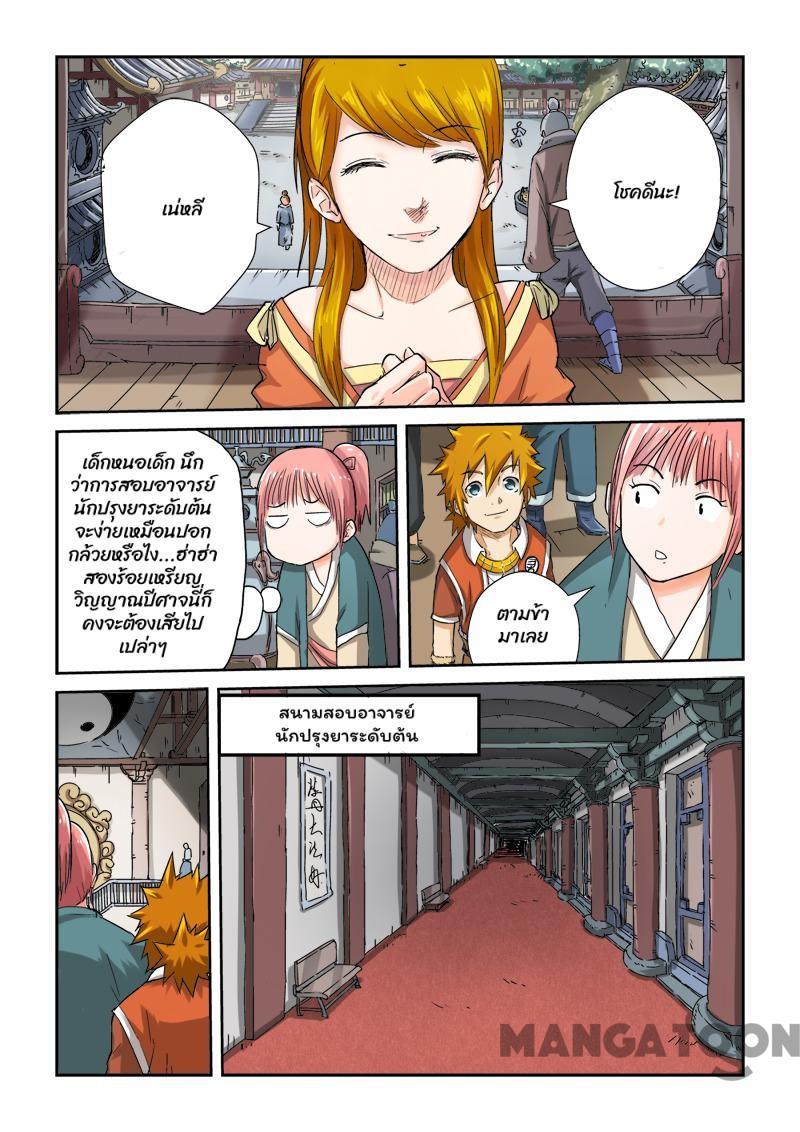 เน่หลี
โชคดีนะ!
เด็กหนอเด็ก นึก
ว่าการสอบอาจารย์
นักปรุงยาระดับต้น
จะง่ายเหมือนปอก
กล้วยหรือไง...ฮ่าฮ่า
สองร้อยเหรียญ
วิญญาณปีศาจนี่ก็
คงจะต้องเสียไป
เปล่าๆ
ตามข้า
มาเลย
สนามสอบอาจารย์
นักปรุงยาระดับต้น
MANGATOON